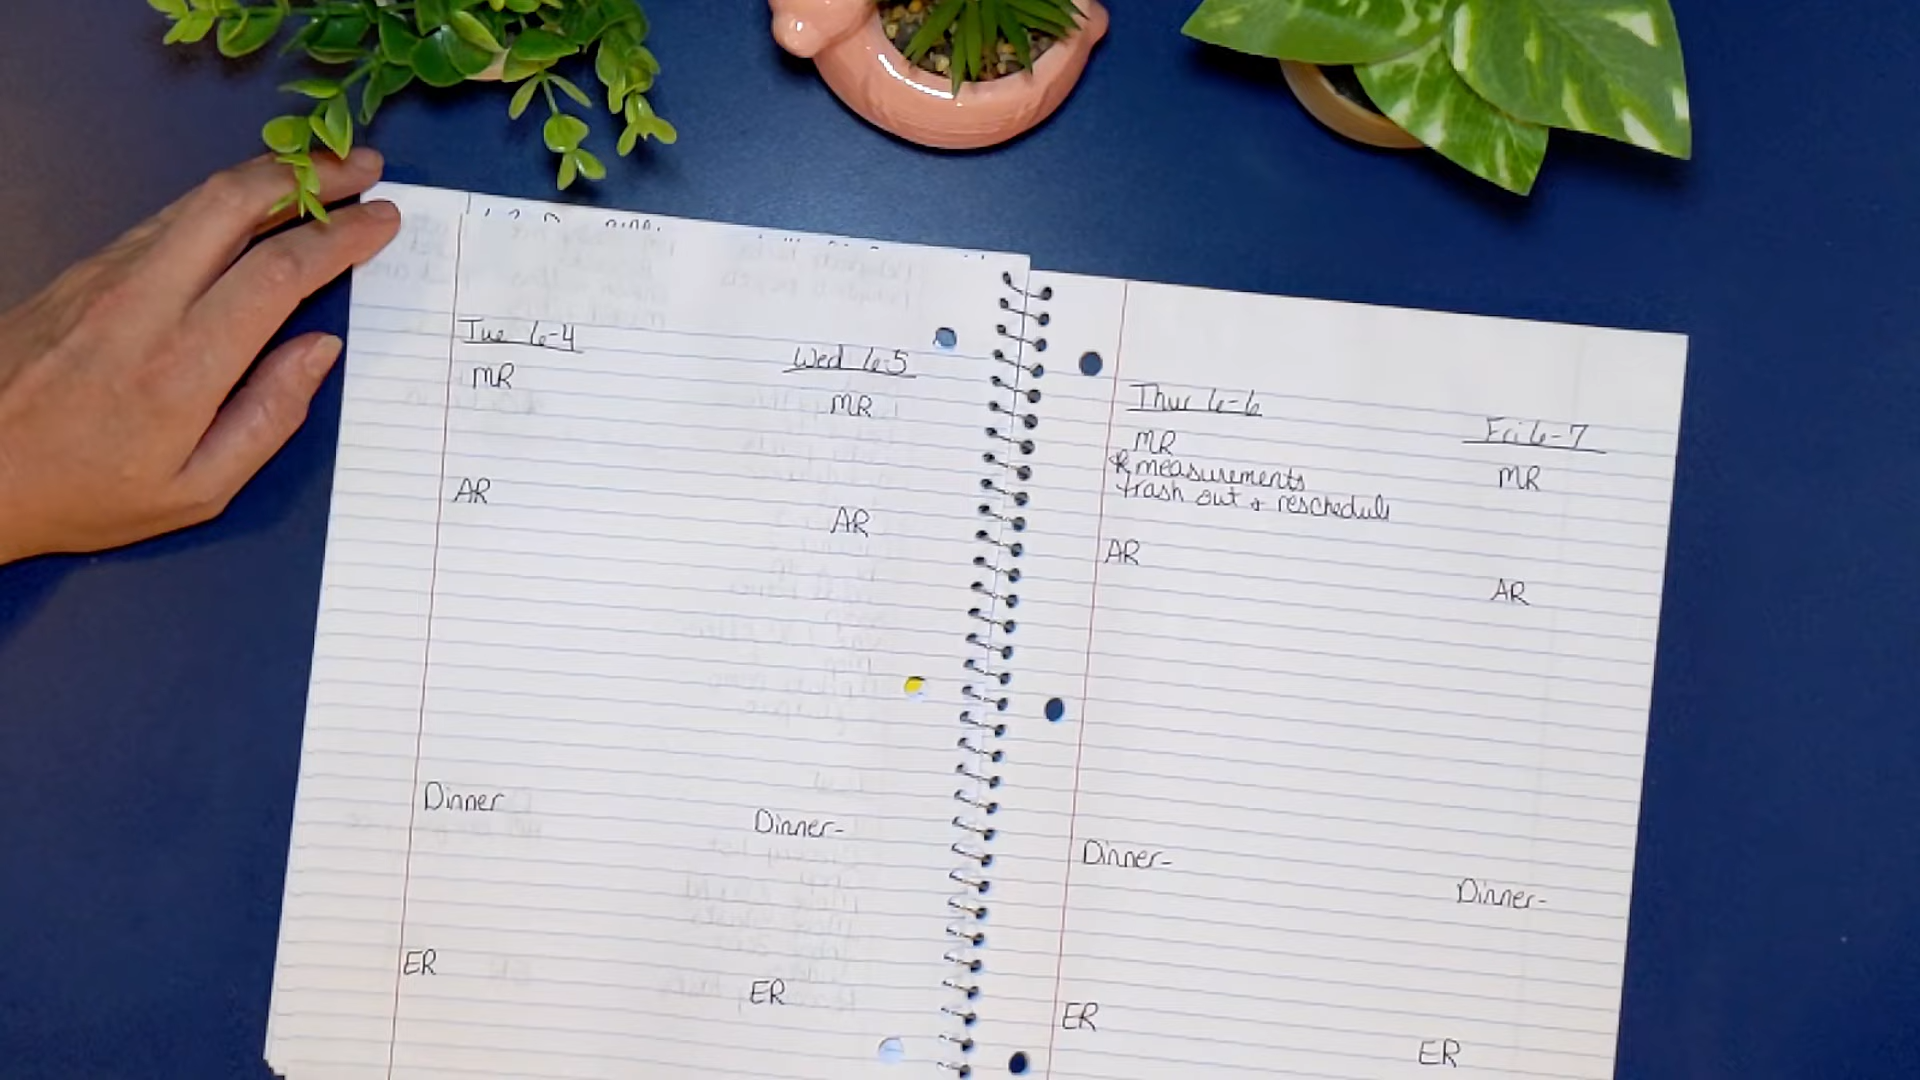 Tue 6-4
MR
AR
Dinner
ER
Wed 6-5
MR
AR
Dinner-
ER
Thur 6-6
MR
* measurements
trash out + reschedule
AR
Dinner-
ER
Fri 6-7
MR
AR
Dinner-
ER